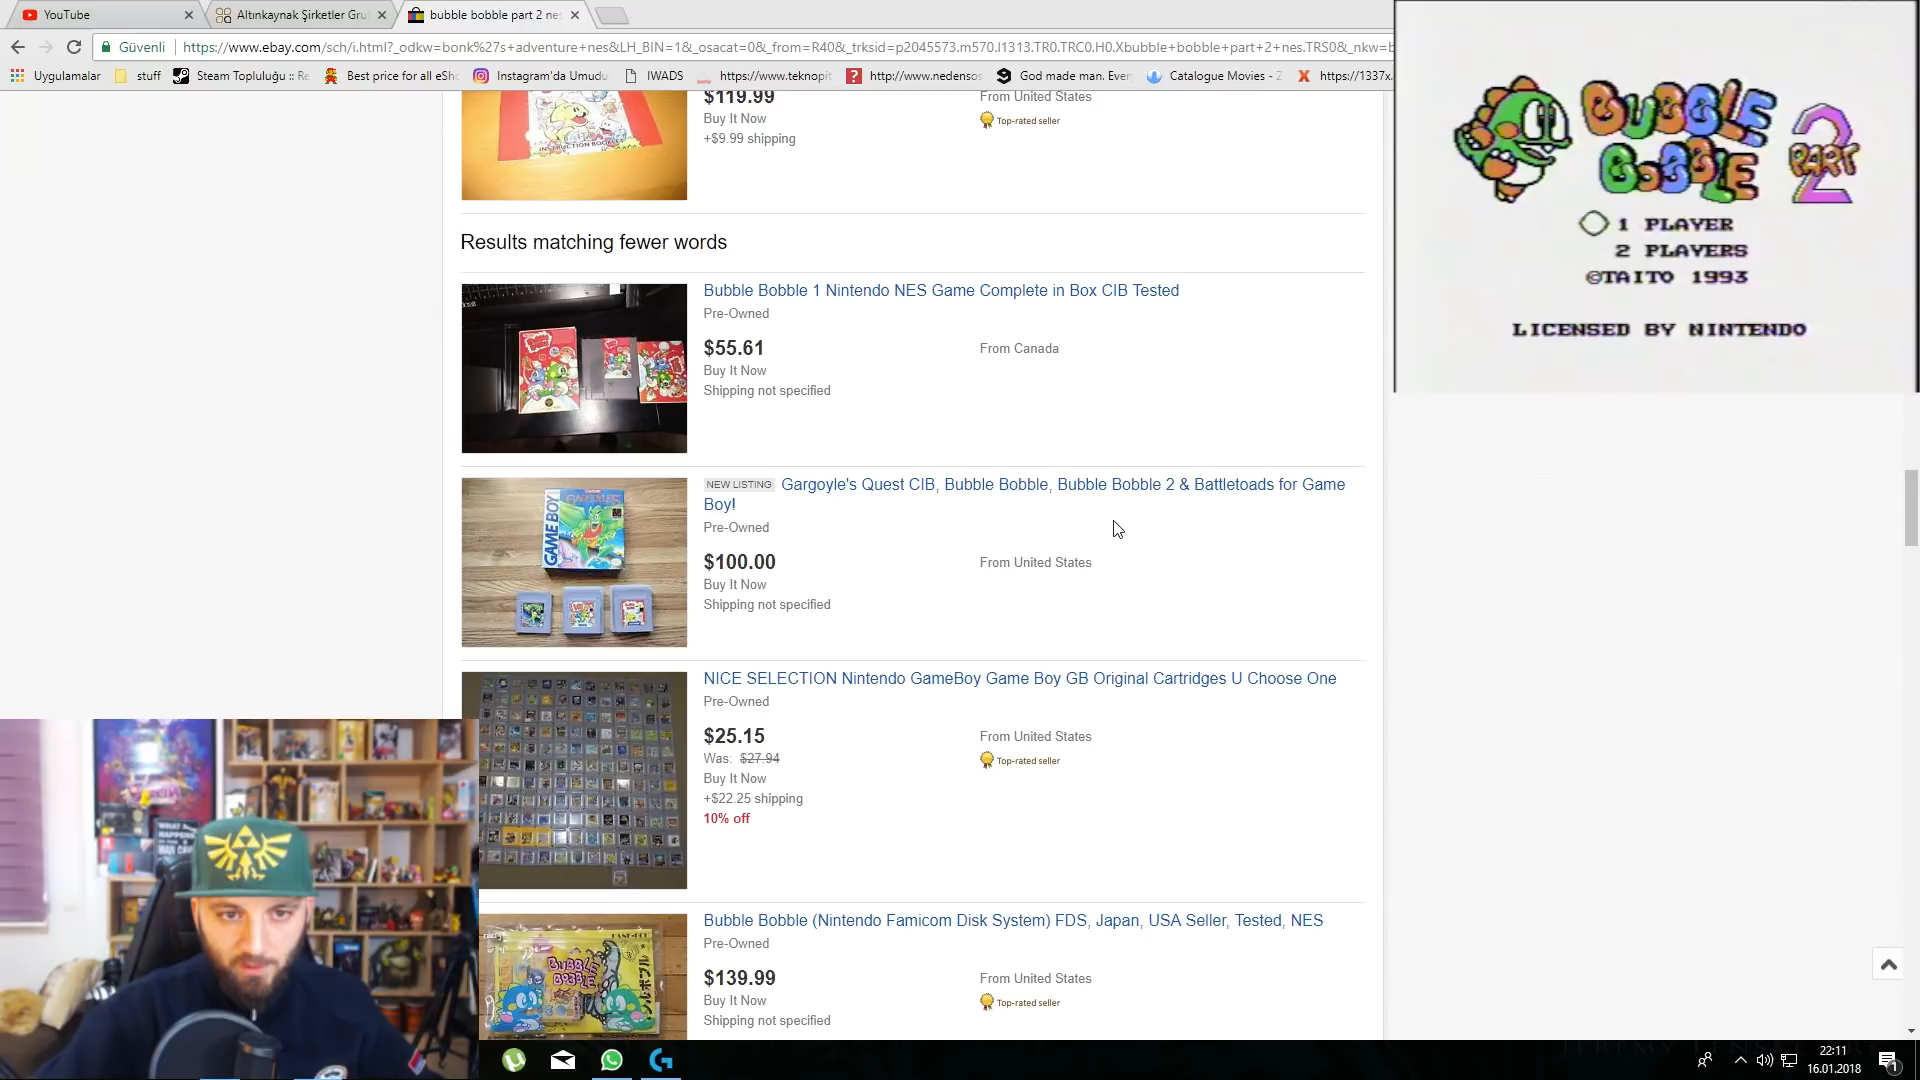 YouTube
Altınkaynak Şirketler Gru
bubble bobble part 2 ne
Güvenli
https://www.ebay.com/sch/i.html?_odkw=bonk%27s+adventure+nes&LH_BIN=1&_osacat=0&_from=R40&_trksid=p2045573.m570.l1313.TR0.TRC0.H0.Xbubble+bobble+part+2+nes.TRS0&_nkw=b
Uygulamalar
stuff
Steam Topluluğu :: Re
Best price for all eSho
Instagram'da Umudu
IWADS
https://www.teknopit
http://www.nedensos
God made man. Ever
Catalogue Movies - Z
https://1337x.
INSTRUCTION BOOKLET
$119.99
From United States
Buy It Now
Top-rated seller
+$9.99 shipping
BUBBLE
BOBBLE
PART 2
1 PLAYER
2 PLAYERS
©TAITO 1993
LICENSED BY NINTENDO
Results matching fewer words
Bubble Bobble 1 Nintendo NES Game Complete in Box CIB Tested
Pre-Owned
$55.61
From Canada
Buy It Now
Shipping not specified
NEW LISTING Gargoyle's Quest CIB, Bubble Bobble, Bubble Bobble 2 & Battletoads for Game
Boy!
Pre-Owned
$100.00
From United States
Buy It Now
Shipping not specified
GAME BOY
NICE SELECTION Nintendo GameBoy Game Boy GB Original Cartridges U Choose One
Pre-Owned
$25.15
From United States
Was: $27.94
Top-rated seller
Buy It Now
+$22.25 shipping
10% off
Bubble Bobble (Nintendo Famicom Disk System) FDS, Japan, USA Seller, Tested, NES
Pre-Owned
$139.99
From United States
Buy It Now
Top-rated seller
Shipping not specified
BUBBLE
BOBBLE
22:11
16.01.2018
1